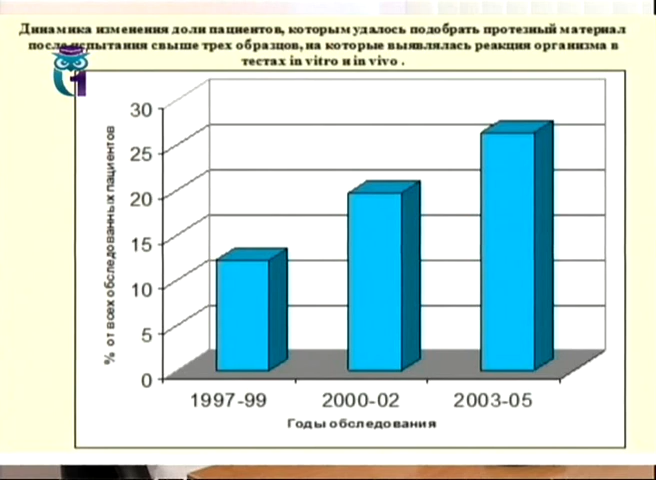 Динамика изменения доли пациентов, которым удалось подобрать протезный материал
после испытания свыше трех образцов, на которые выявлялась реакция организма в
тестах in vitro и in vivo .
1
% от всех обследованных пациентов
30
25
20
15
10
5
0
1997-99 2000-02 2003-05
Годы обследования